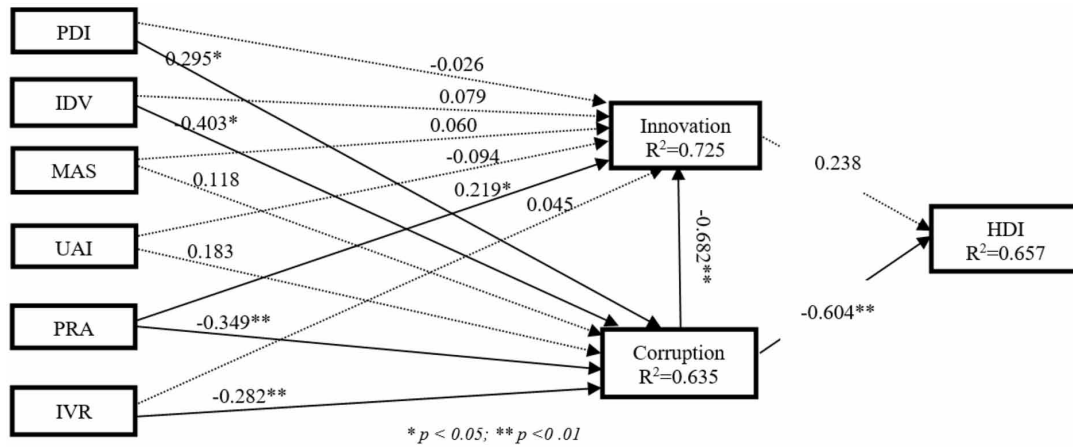 PDI
0.295*
-0.026
IDV
0.079
-0.403*
0.060
Innovation
R²=0.725
MAS
-0.094
0.118
0.219*
0.238
0.045
UAI
0.183
-0.682**
HDI
R²=0.657
PRA
-0.349**
-0.604**
Corruption
R²=0.635
IVR
-0.282**
* p < 0.05; ** p <0 .01